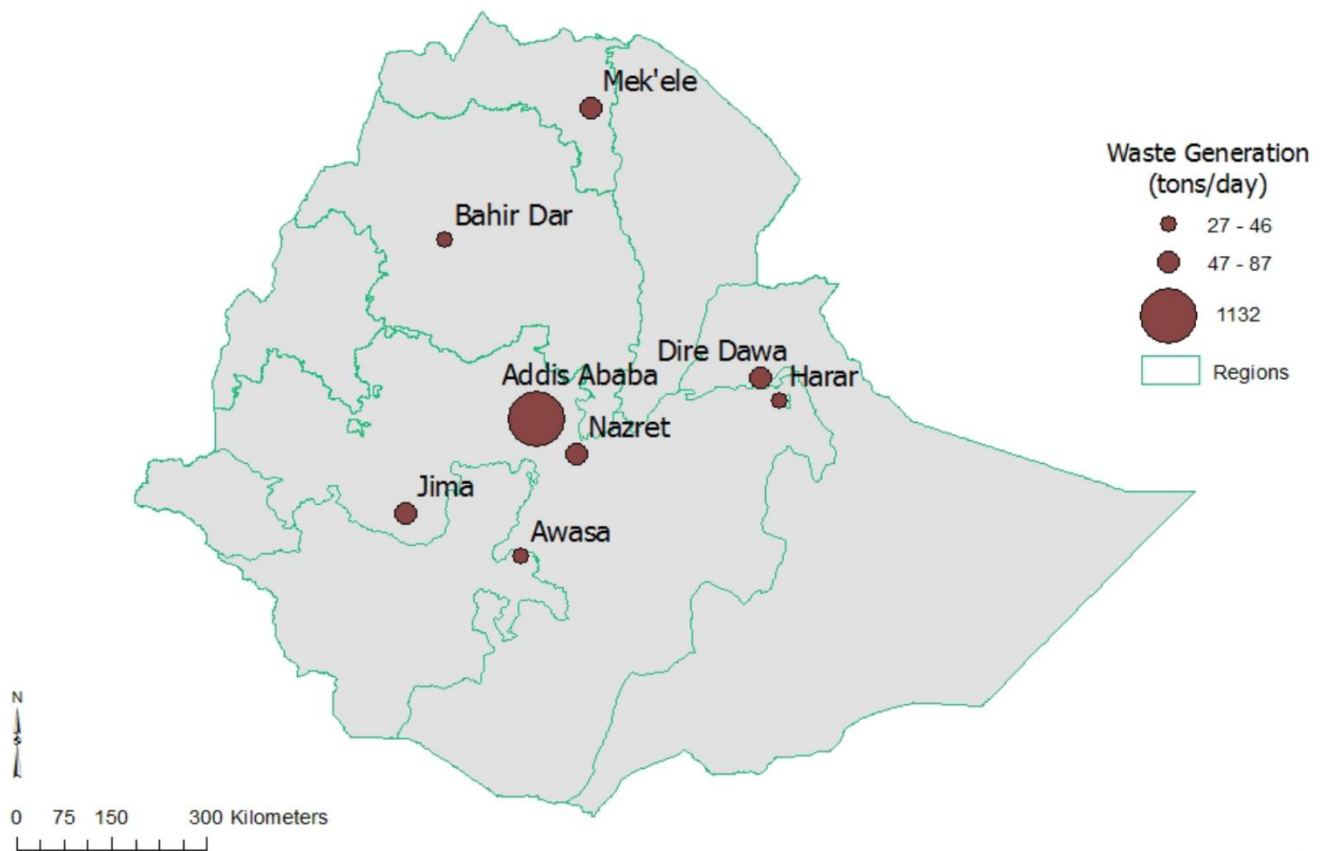 Mek'ele
Bahir Dar
Dire Dawa
Harar
Addis Ababa
Nazret
Jima
Awasa
Waste Generation
(tons/day)
27 - 46
47 - 87
1132
Regions
N
0 75 150 300 Kilometers